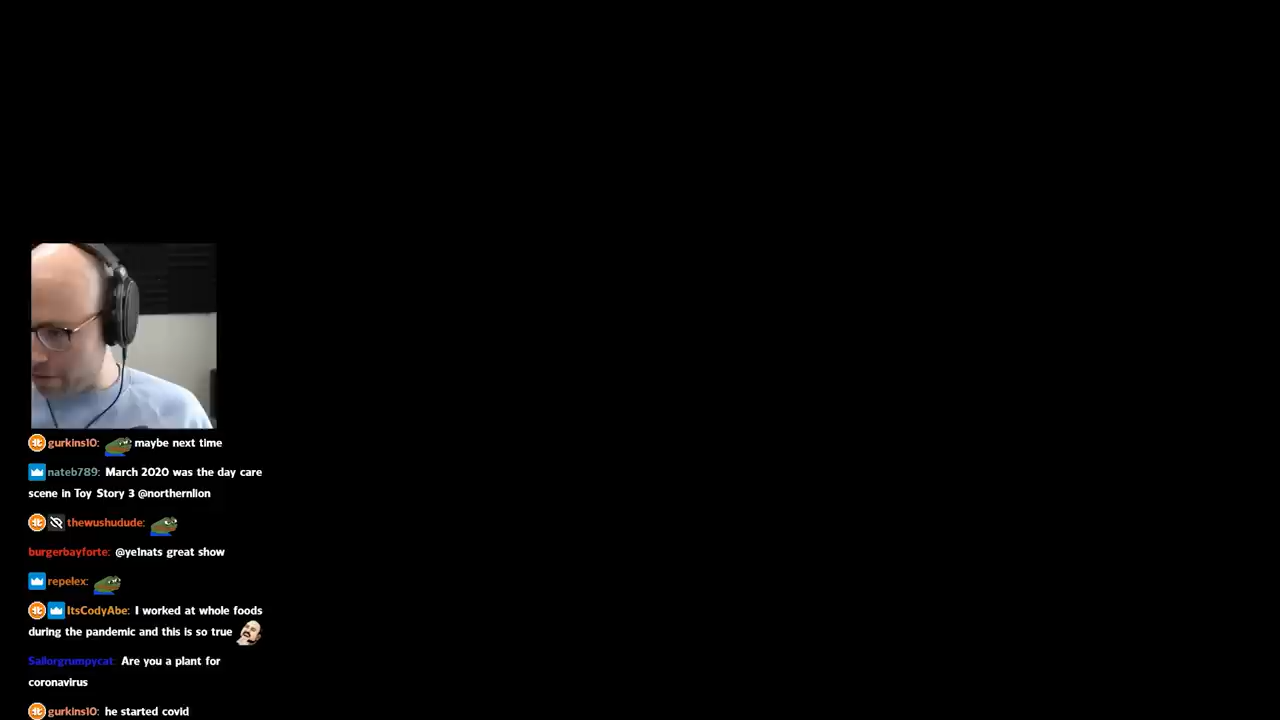 gurkins10: maybe next time
nateb789: March 2020 was the day care
scene in Toy Story 3 @northernlion
thewushudude:
burgerbayforte: @ye1nats great show
repelex:
ItsCodyAbe: I worked at whole foods
during the pandemic and this is so true
Sailorgrumpycat: Are you a plant for
coronavirus
gurkins10: he started covid